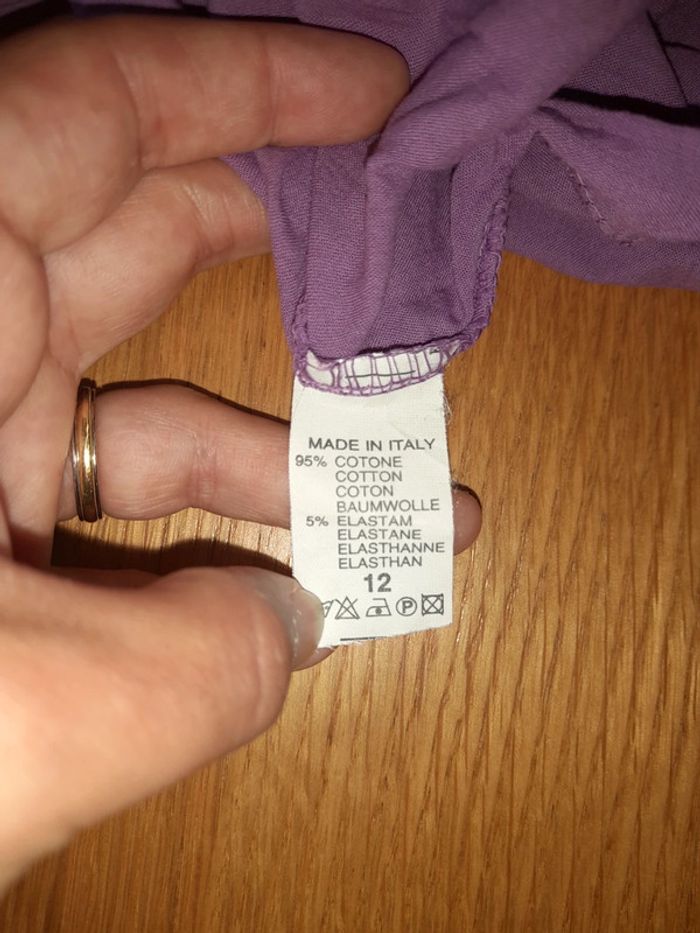 MADE IN ITALY
95% COTONE
COTTON
COTON
BAUMWOLLE
5% ELASTAM
ELASTANE
ELASTHANNE
ELASTHAN
12
P